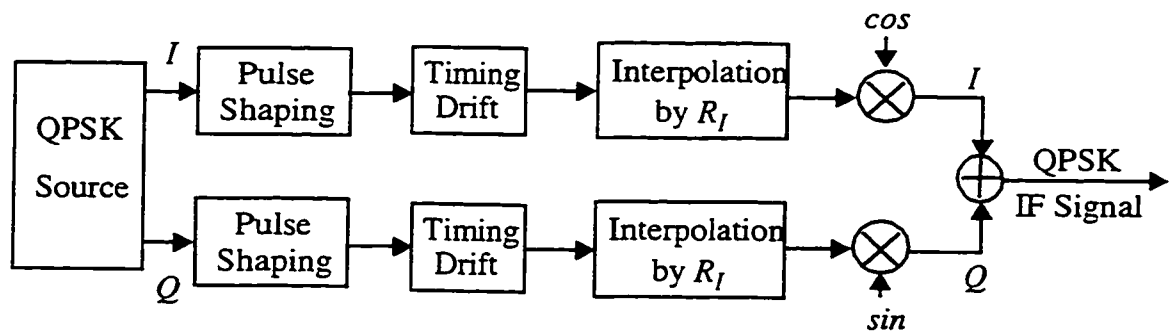 cos
I
Pulse
Shaping
Timing
Drift
Interpolation
by R_I
I
QPSK
Source
QPSK
IF Signal
Pulse
Shaping
Timing
Drift
Interpolation
by R_I
Q
Q
sin